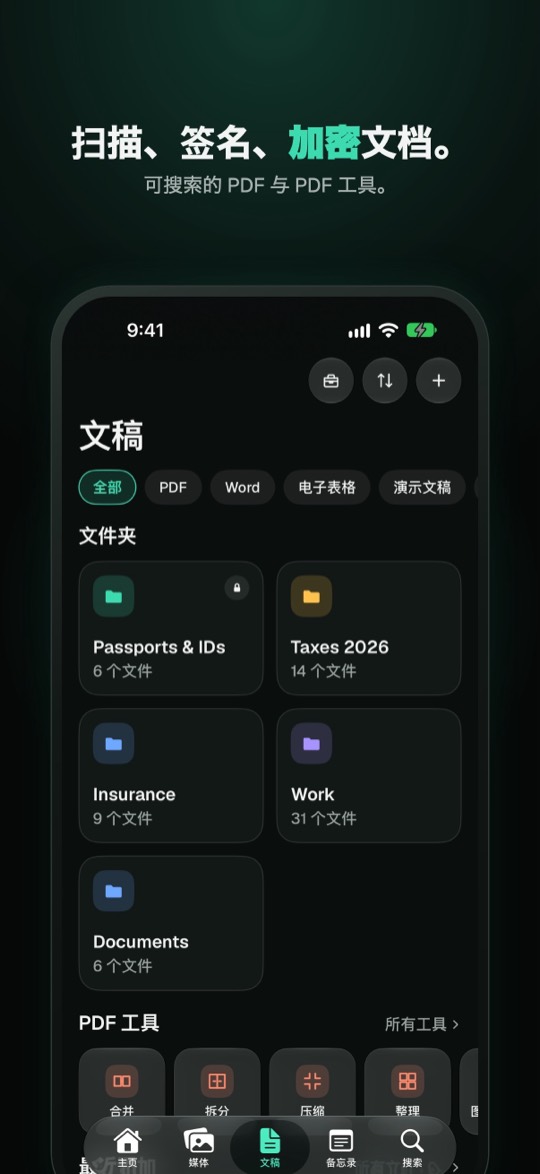 扫描、签名、加密文档。
可搜索的 PDF 与 PDF 工具。
9:41
文稿
全部 PDF Word 电子表格 演示文稿
文件夹
Passports & IDs
6 个文件
Taxes 2026
14 个文件
Insurance
9 个文件
Work
31 个文件
Documents
6 个文件
PDF 工具 所有工具
合并 拆分 压缩 整理
主页 媒体 文稿 备忘录 搜索